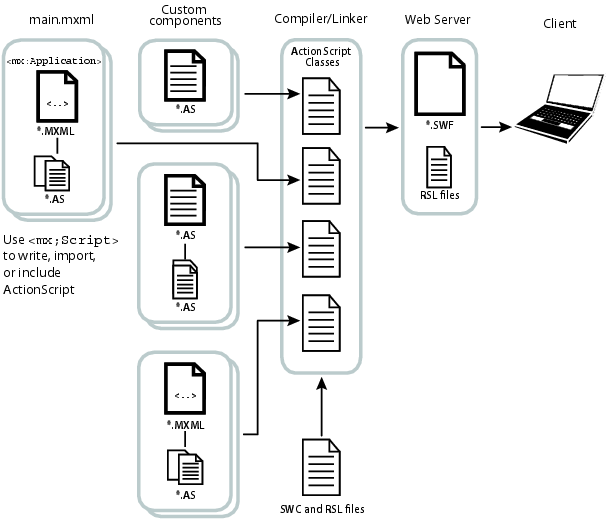 main.mxml
Custom
components
Compiler/Linker
Web Server
Client
<mx:Application>
<..>
*.MXML
*.AS
Use <mx;Script>
to write, import,
or include
ActionScript
*.AS
*.AS
*.AS
<..>
*.MXML
*.AS
ActionScript
Classes
SWC and RSL files
*.SWF
RSL files